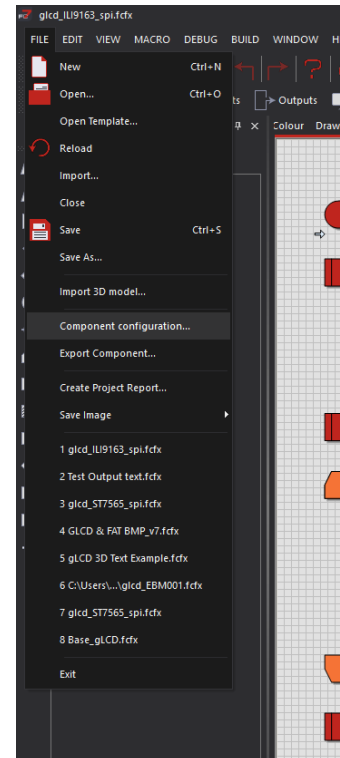 glcd_ILI9163_spi.fcfx
FILE EDIT VIEW MACRO DEBUG BUILD WINDOW H
New Ctrl+N
Open... Ctrl+O
ts Outputs
Open Template...
Colour Draw
Reload
Import...
Close
Save Ctrl+S
Save As...
Import 3D model...
Component configuration...
Export Component...
Create Project Report...
Save Image
1 glcd_ILI9163_spi.fcfx
2 Test Output text.fcfx
3 glcd_ST7565_spi.fcfx
4 GLCD & FAT BMP_v7.fcfx
5 gLCD 3D Text Example.fcfx
6 C:\Users\...\glcd_EBM001.fcfx
7 glcd_ST7565_spi.fcfx
8 Base_gLCD.fcfx
Exit